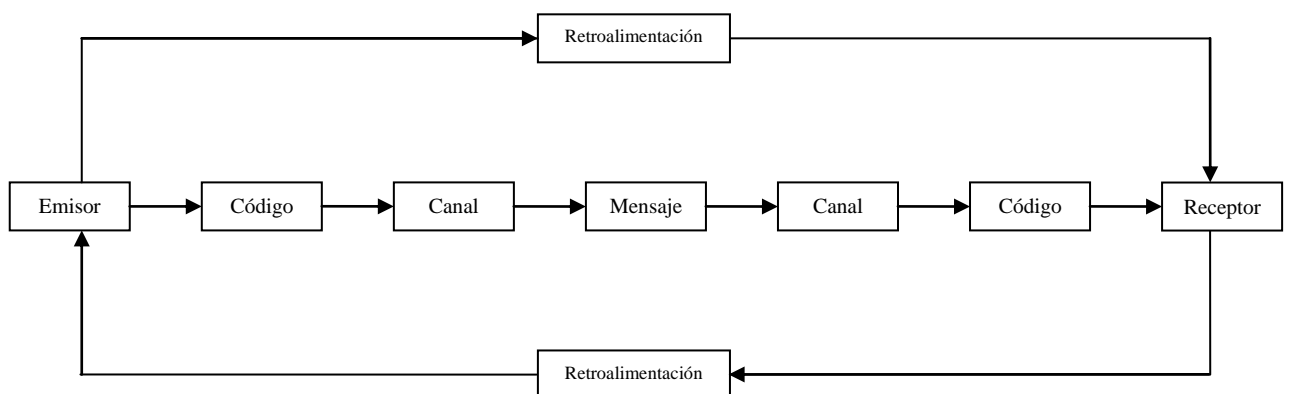 Retroalimentación
Emisor
Código
Canal
Mensaje
Canal
Código
Receptor
Retroalimentación